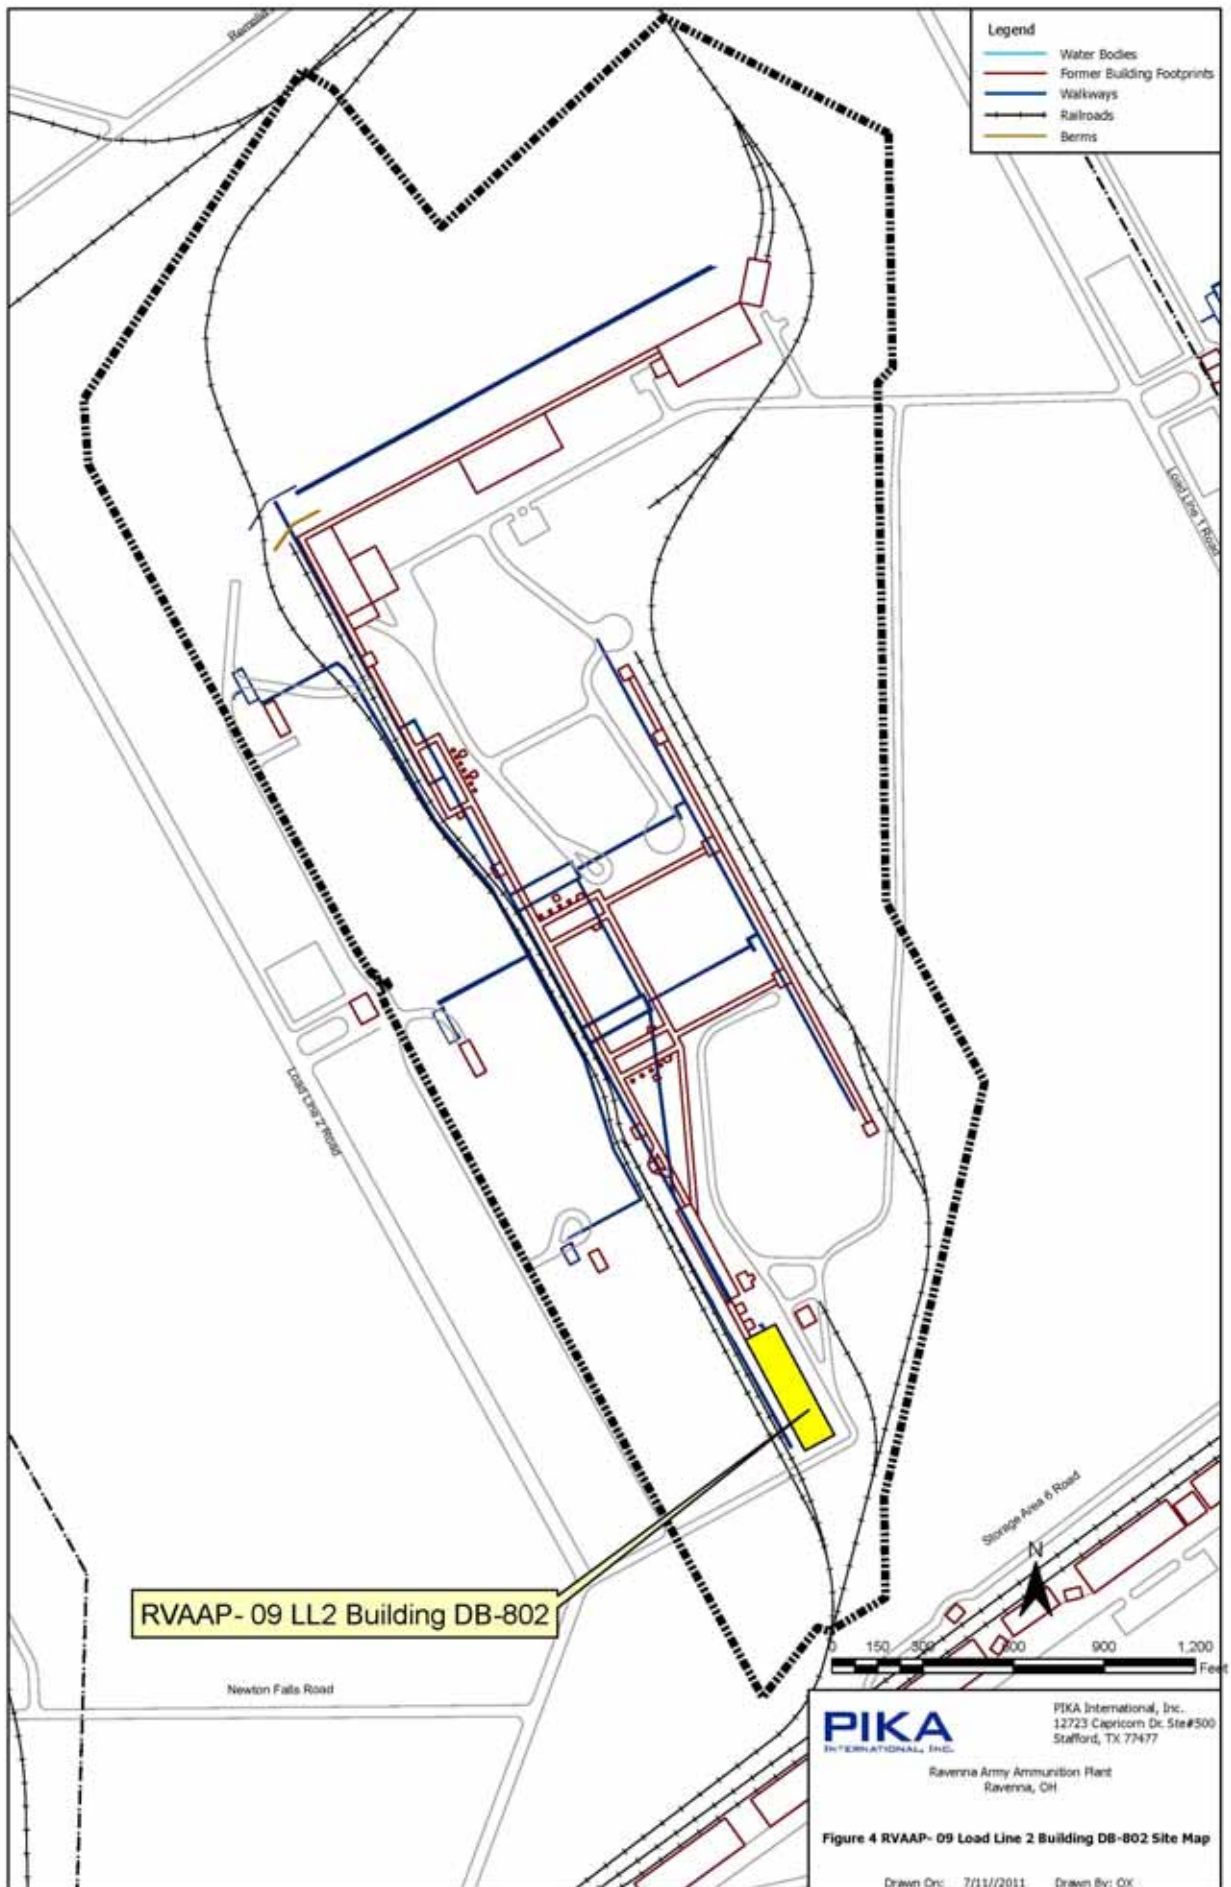 Legend
Water Bodies
Former Building Footprints
Walkways
Railroads
Berms
Load Line 1 Road
Load Line 2 Road
Storage Area 6 Road
N
RVAAP- 09 LL2 Building DB-802
0 150 300 600 900 1,200
Feet
Newton Falls Road
PIKA
INTERNATIONAL, INC.
PIKA International, Inc.
12723 Capricorn Dr. Ste#500
Stafford, TX 77477
Ravenna Army Ammunition Plant
Ravenna, OH
Figure 4 RVAAP- 09 Load Line 2 Building DB-802 Site Map
Drawn On: 7/11//2011 Drawn By: OX